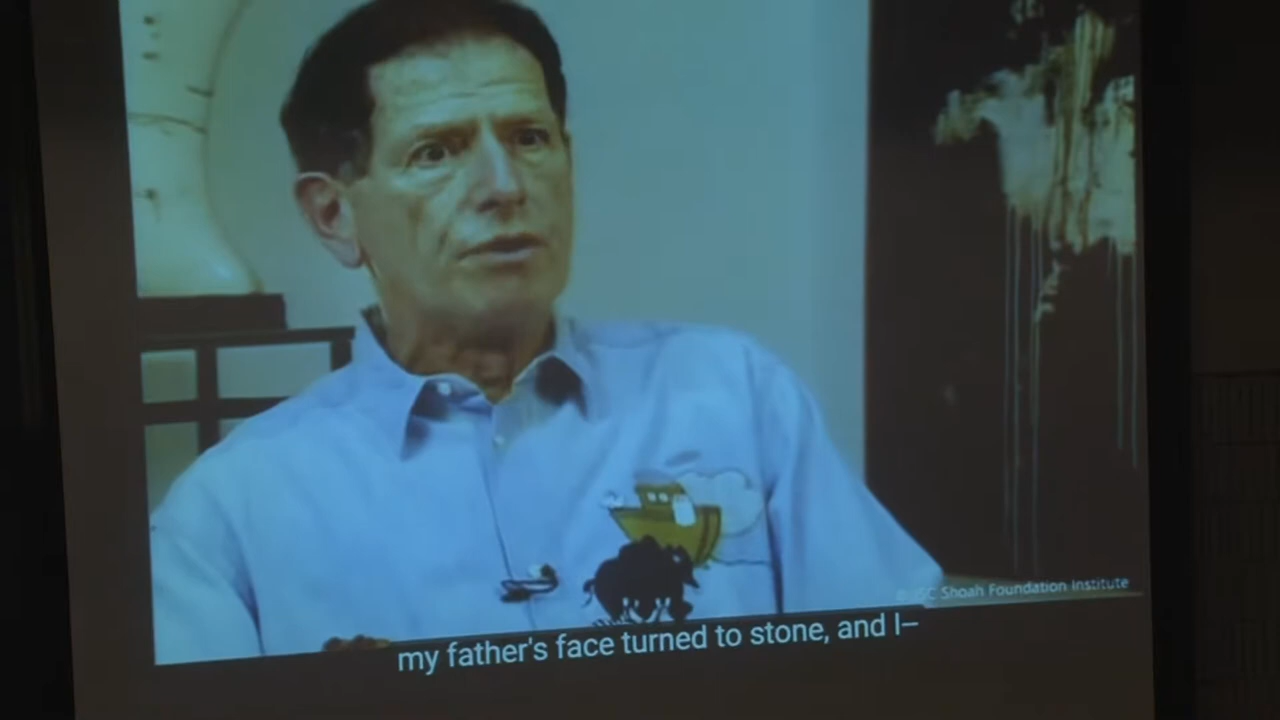 © USC Shoah Foundation Institute
my father's face turned to stone, and I–